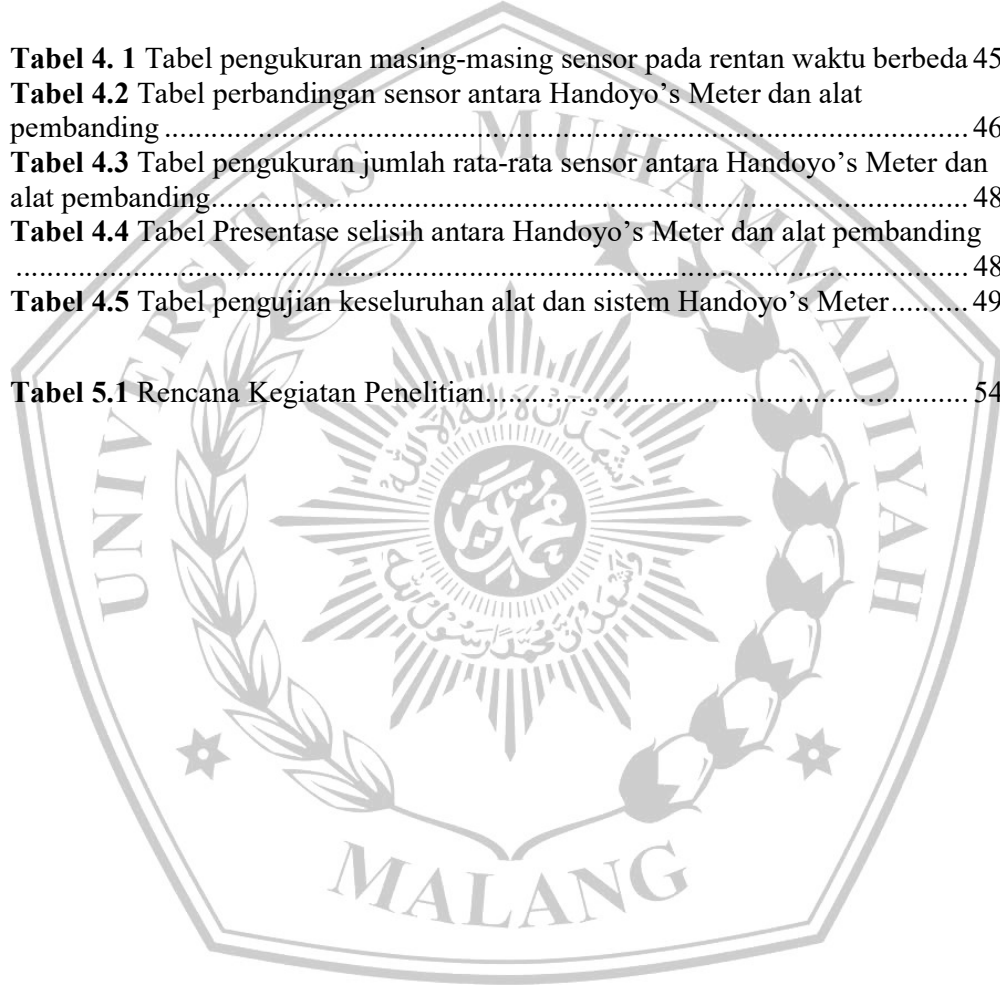 Tabel 4. 1 Tabel pengukuran masing-masing sensor pada rentan waktu berbeda 45
Tabel 4.2 Tabel perbandingan sensor antara Handoyo’s Meter dan alat
pembanding ........................................................................................................ 46
Tabel 4.3 Tabel pengukuran jumlah rata-rata sensor antara Handoyo’s Meter dan
alat pembanding.................................................................................................. 48
Tabel 4.4 Tabel Presentase selisih antara Handoyo’s Meter dan alat pembanding
........................................................................................................................... 48
Tabel 4.5 Tabel pengujian keseluruhan alat dan sistem Handoyo’s Meter.......... 49
Tabel 5.1 Rencana Kegiatan Penelitian............................................................... 54
UNIVERSITAS MUHAMMADIYAH
MALANG